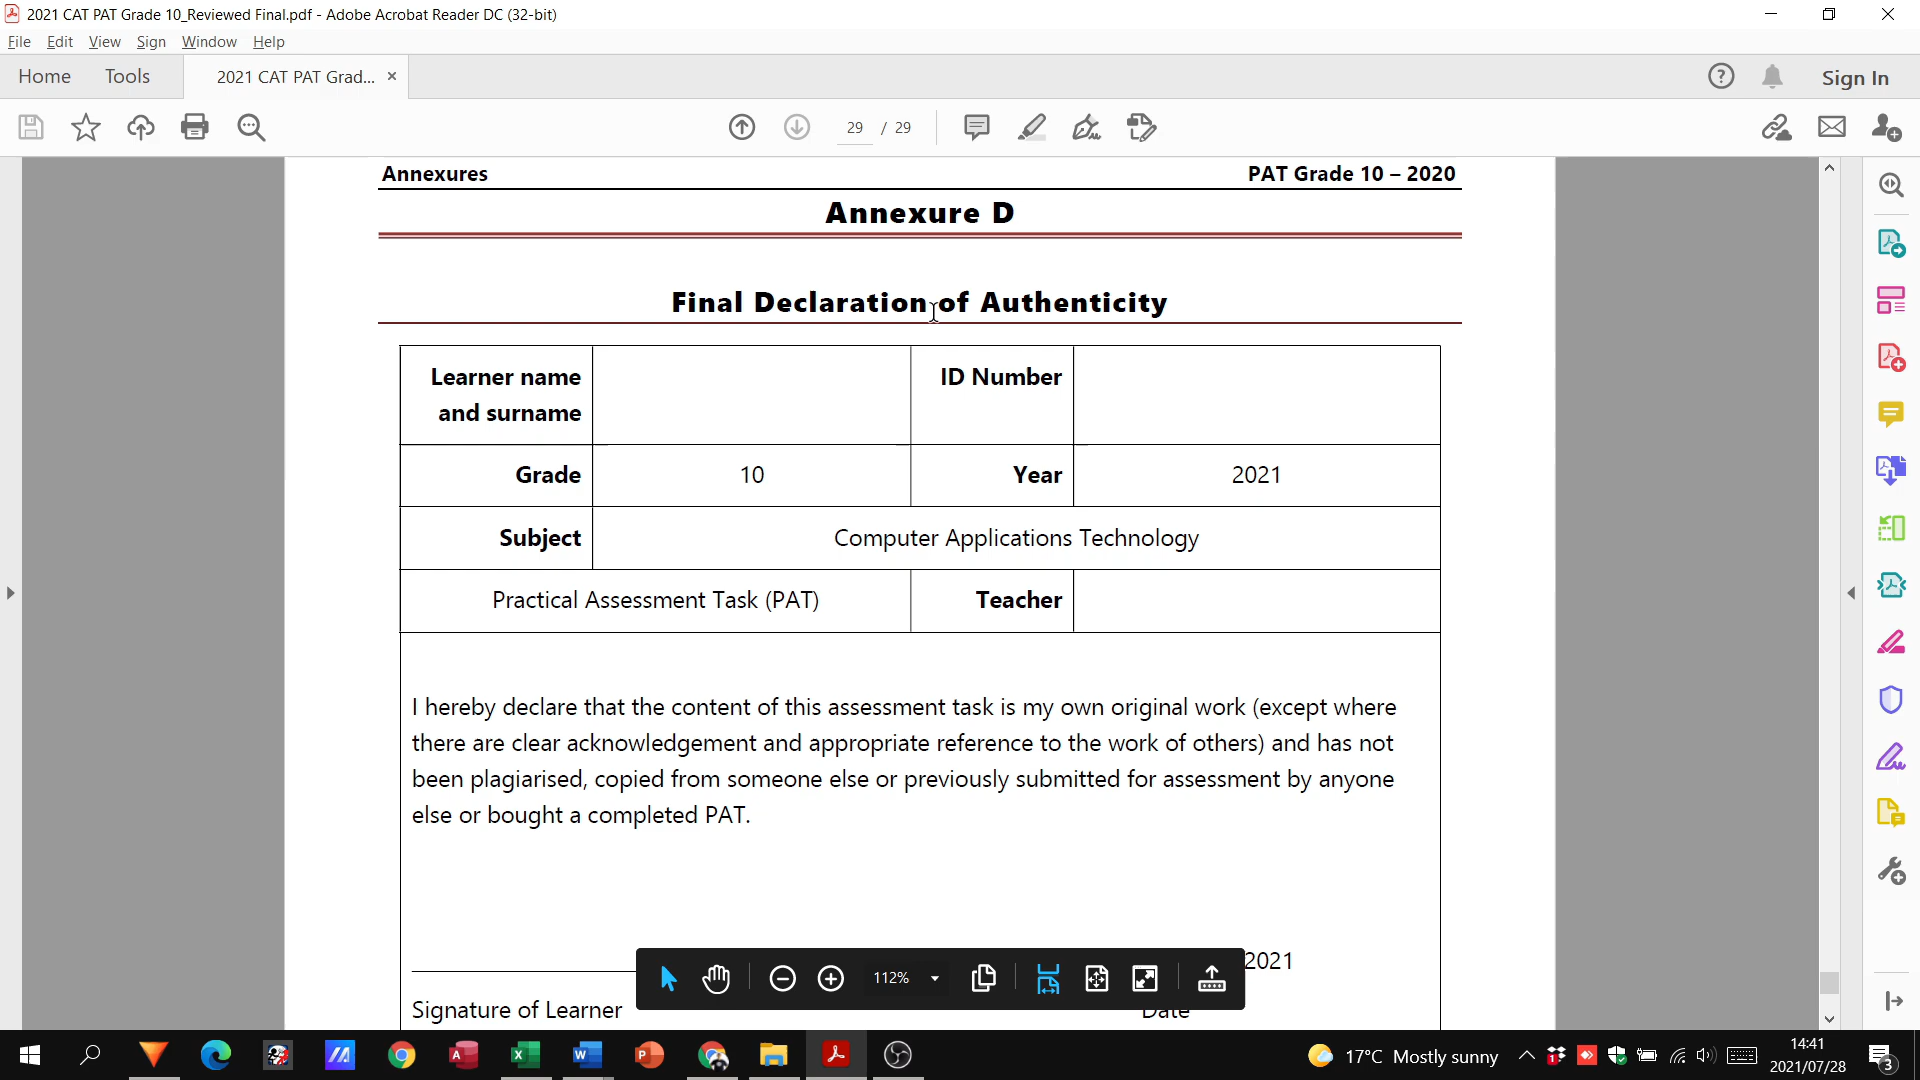 2021 CAT PAT Grade 10_Reviewed Final.pdf - Adobe Acrobat Reader DC (32-bit)
File Edit View Sign Window Help
Home Tools 2021 CAT PAT Grad... × Sign In
29 / 29
Annexures PAT Grade 10 – 2020
Annexure D
Final Declaration of Authenticity
Learner name and surname ID Number
Grade 10 Year 2021
Subject Computer Applications Technology
Practical Assessment Task (PAT) Teacher
I hereby declare that the content of this assessment task is my own original work (except where
there are clear acknowledgement and appropriate reference to the work of others) and has not
been plagiarised, copied from someone else or previously submitted for assessment by anyone
else or bought a completed PAT.
2021
112%
Signature of Learner Date
17°C Mostly sunny
14:41
2021/07/28
3